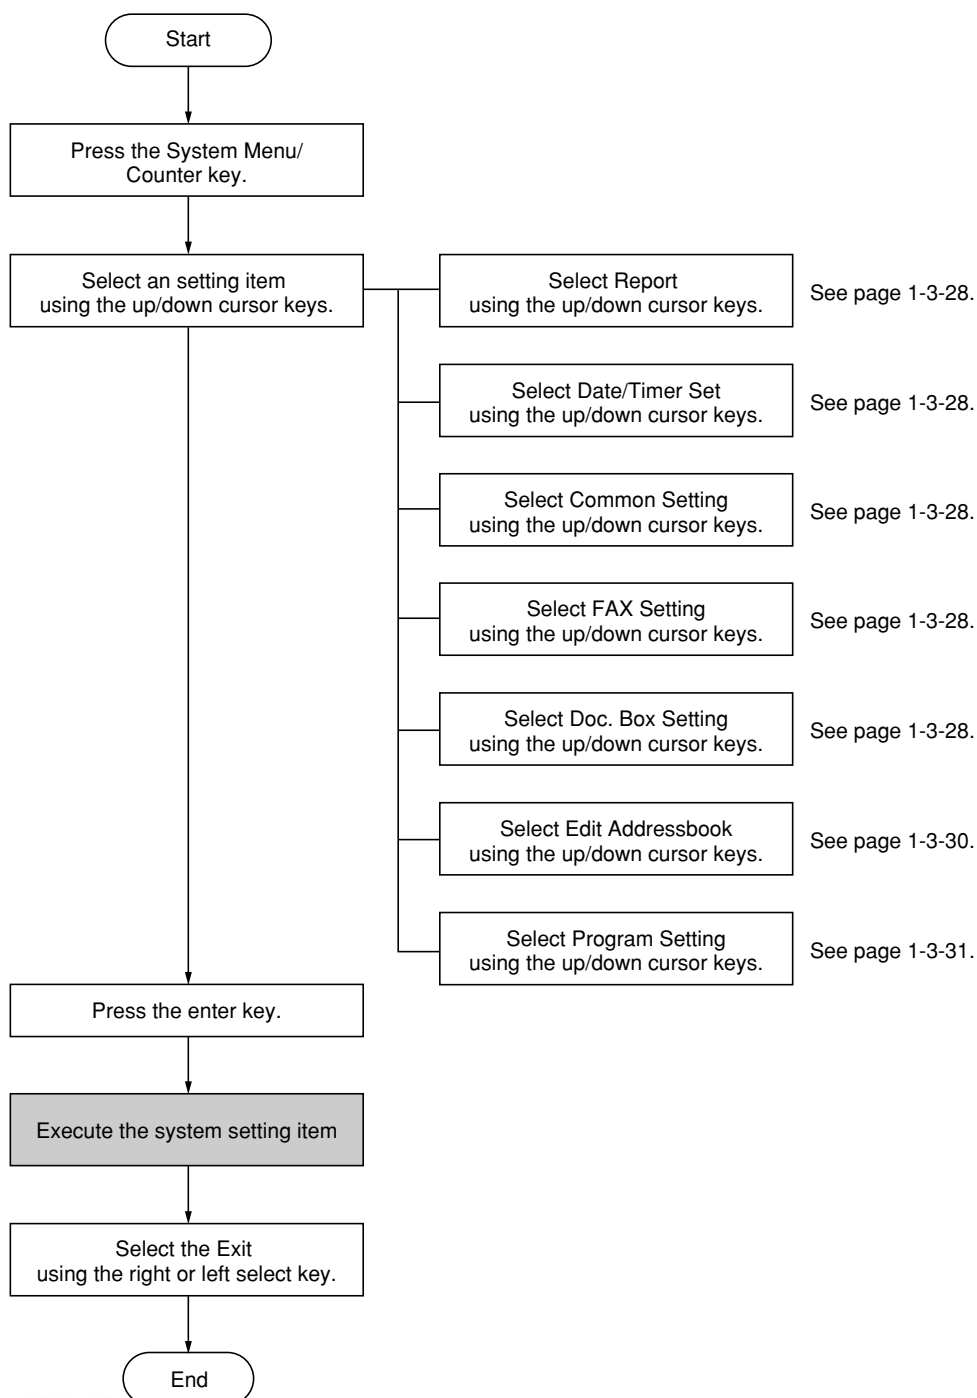 Start
Press the System Menu/
Counter key.
Select an setting item
using the up/down cursor keys.
Select Report
using the up/down cursor keys.
See page 1-3-28.
Select Date/Timer Set
using the up/down cursor keys.
See page 1-3-28.
Select Common Setting
using the up/down cursor keys.
See page 1-3-28.
Select FAX Setting
using the up/down cursor keys.
See page 1-3-28.
Select Doc. Box Setting
using the up/down cursor keys.
See page 1-3-28.
Select Edit Addressbook
using the up/down cursor keys.
See page 1-3-30.
Select Program Setting
using the up/down cursor keys.
See page 1-3-31.
Press the enter key.
Execute the system setting item
Select the Exit
using the right or left select key.
End